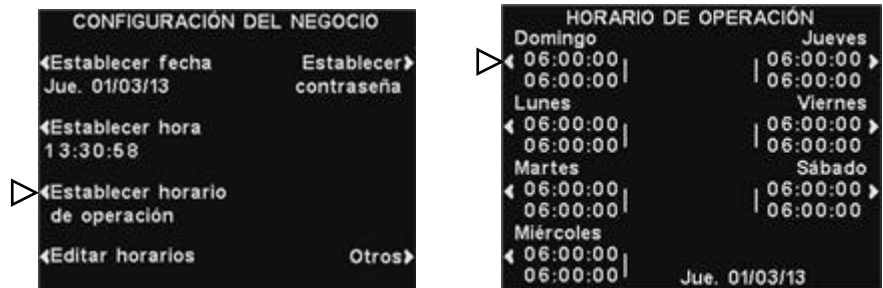 CONFIGURACIÓN DEL NEGOCIO
Establecer fecha Establecer
Jue. 01/03/13 contraseña
Establecer hora
13:30:58
Establecer horario
de operación
Editar horarios Otros
HORARIO DE OPERACIÓN
Domingo Jueves
06:00:00 06:00:00
06:00:00 06:00:00
Lunes Viernes
06:00:00 06:00:00
06:00:00 06:00:00
Martes Sábado
06:00:00 06:00:00
06:00:00 06:00:00
Miércoles
06:00:00
06:00:00 Jue. 01/03/13